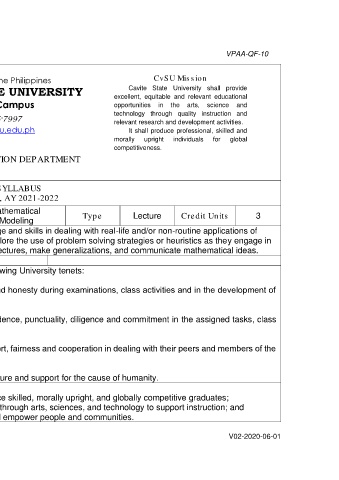 VPAA-QF-10
ne Philippines
E UNIVERSITY
Campus
-7997
u.edu.ph
TION DEPARTMENT
CvSU Mission
Cavite State University shall provide
excellent, equitable and relevant educational
opportunities in the arts, science and
technology through quality instruction and
relevant research and development activities.
It shall produce professional, skilled and
morally upright individuals for global
competitiveness.
SYLLABUS
, AY 2021-2022
athematical
Modeling
Type
Lecture
Credit Units
3
ge and skills in dealing with real-life and/or non-routine applications of
lore the use of problem solving strategies or heuristics as they engage in
ectures, make generalizations, and communicate mathematical ideas.
wing University tenets:
nd honesty during examinations, class activities and in the development of
dence, punctuality, diligence and commitment in the assigned tasks, class
rt, fairness and cooperation in dealing with their peers and members of the
ure and support for the cause of humanity.
ce skilled, morally upright, and globally competitive graduates;
through arts, sciences, and technology to support instruction; and
d empower people and communities.
V02-2020-06-01